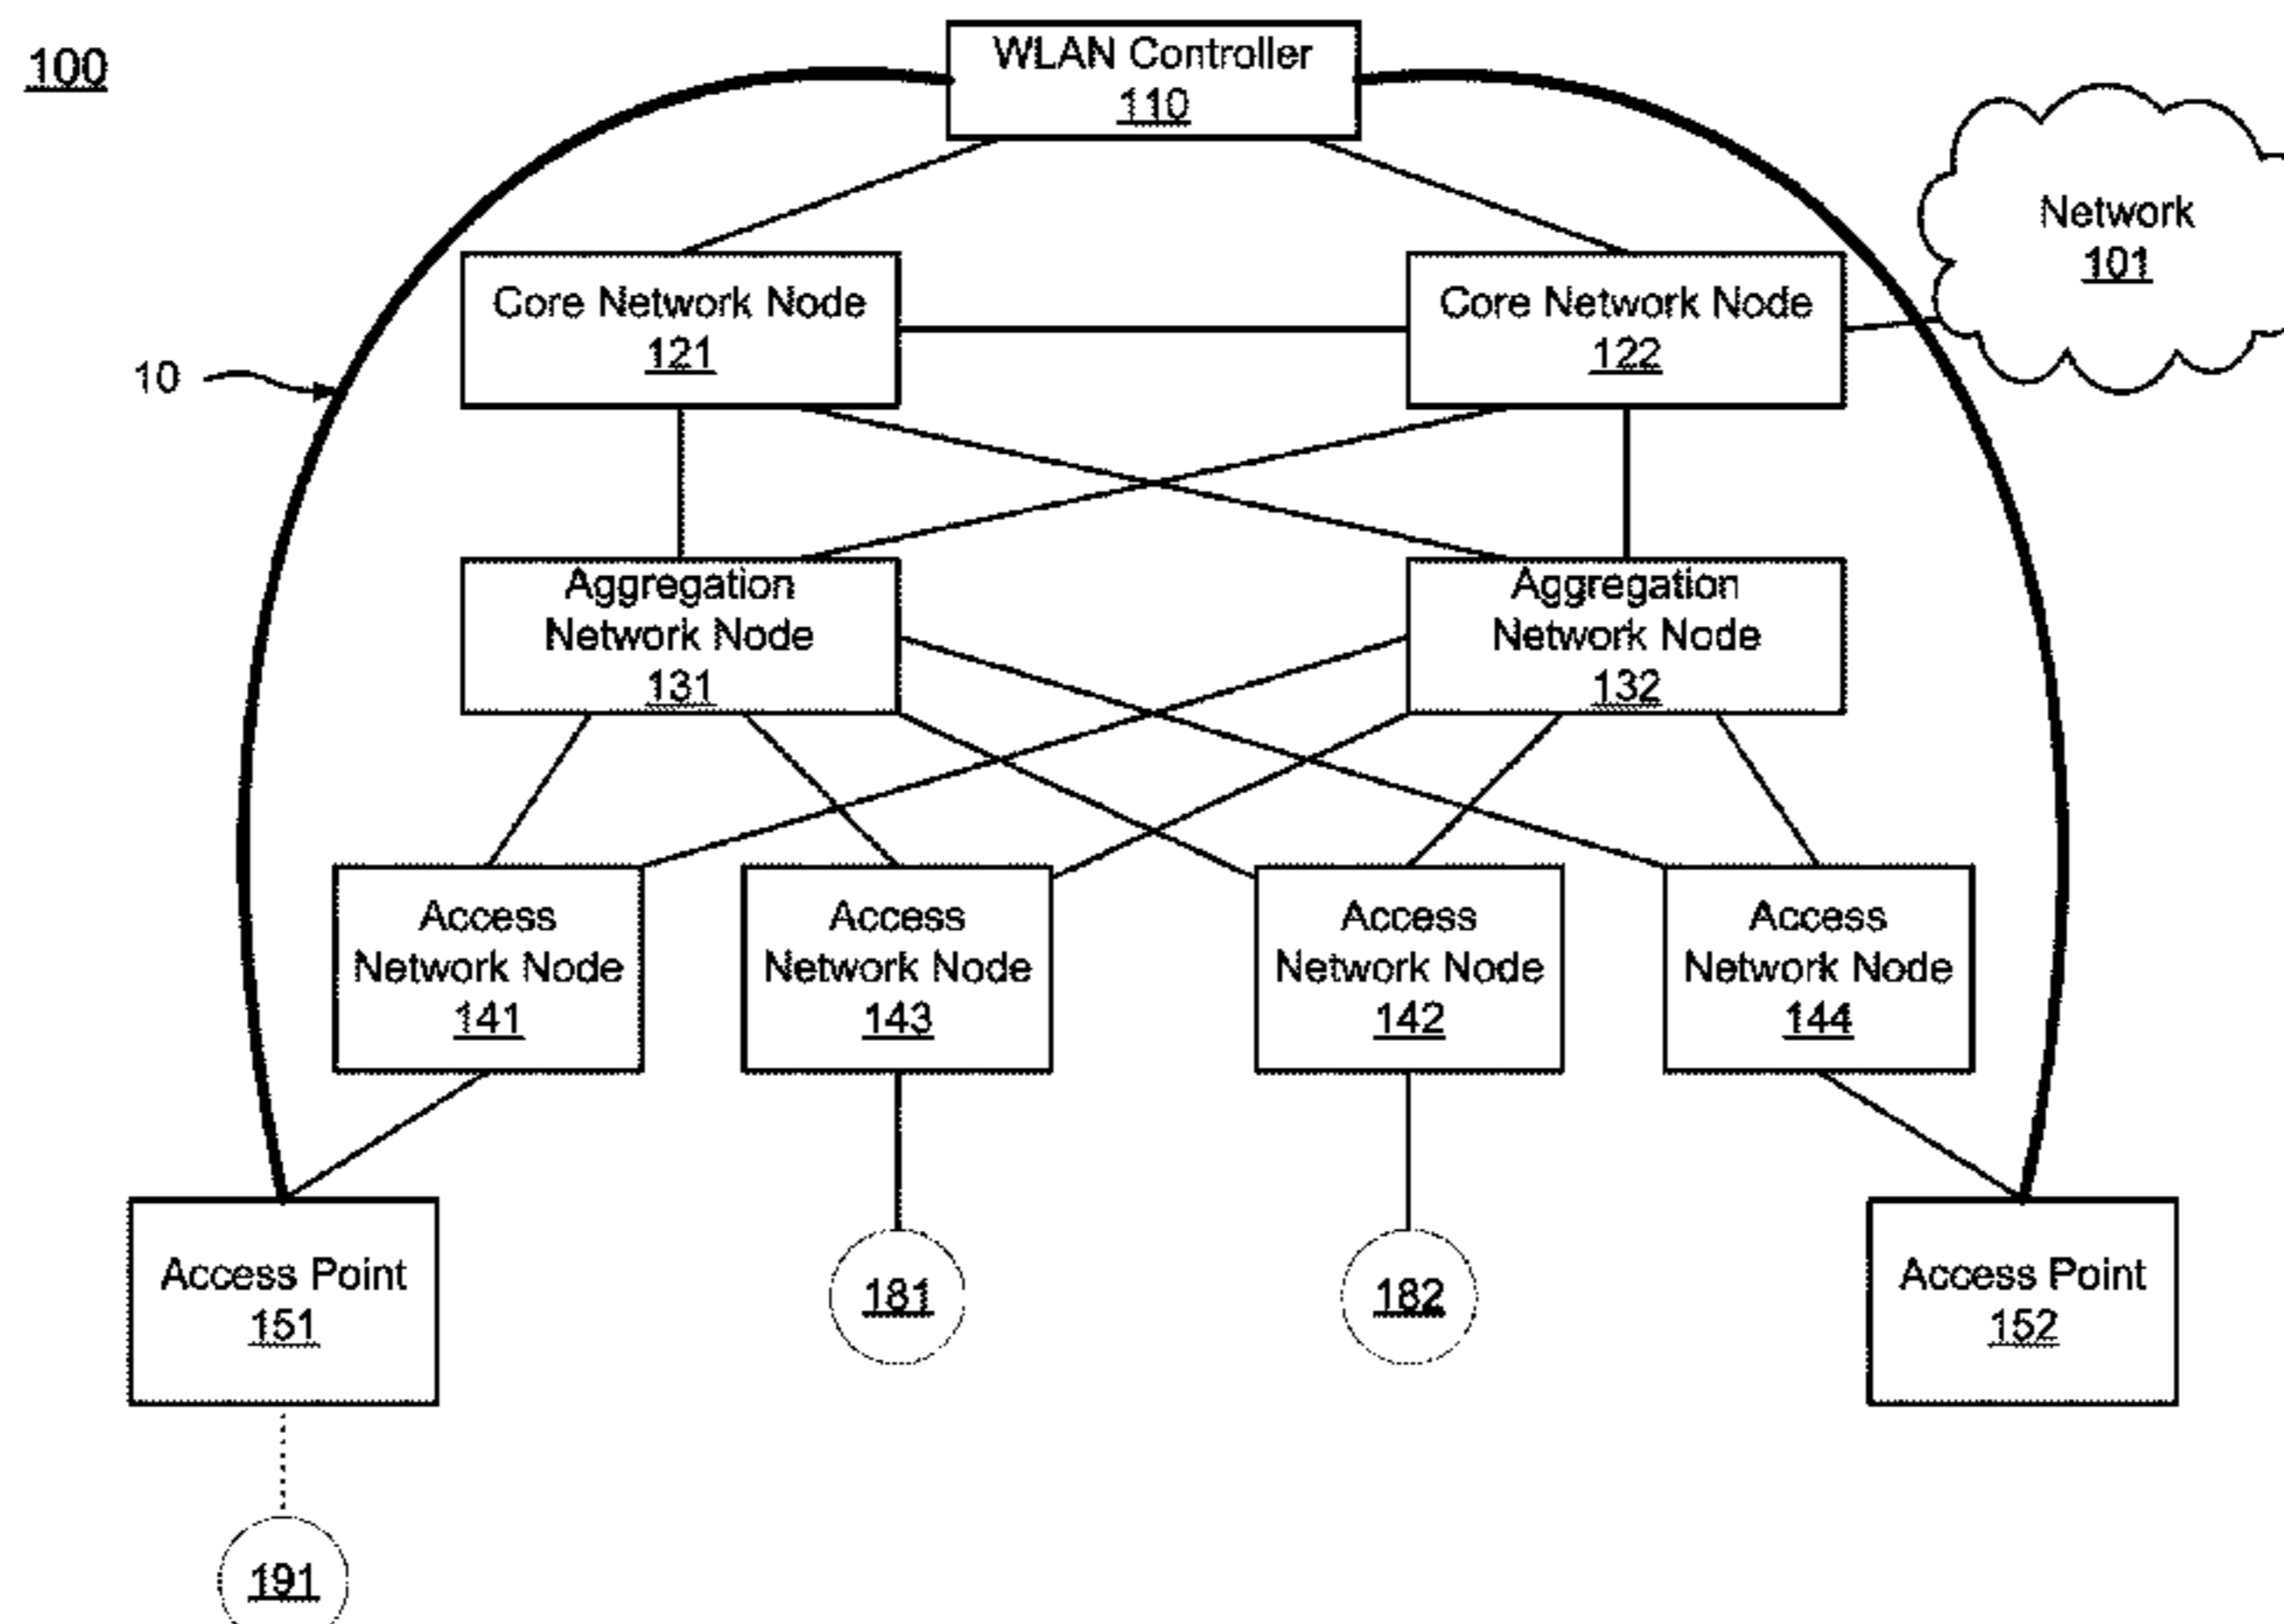 100
WLAN Controller
110
Network
101
Core Network Node
121
Core Network Node
122
10
Aggregation
Network Node
131
Aggregation
Network Node
132
Access
Network Node
141
Access
Network Node
143
Access
Network Node
142
Access
Network Node
144
Access Point
151
181
182
Access Point
152
191